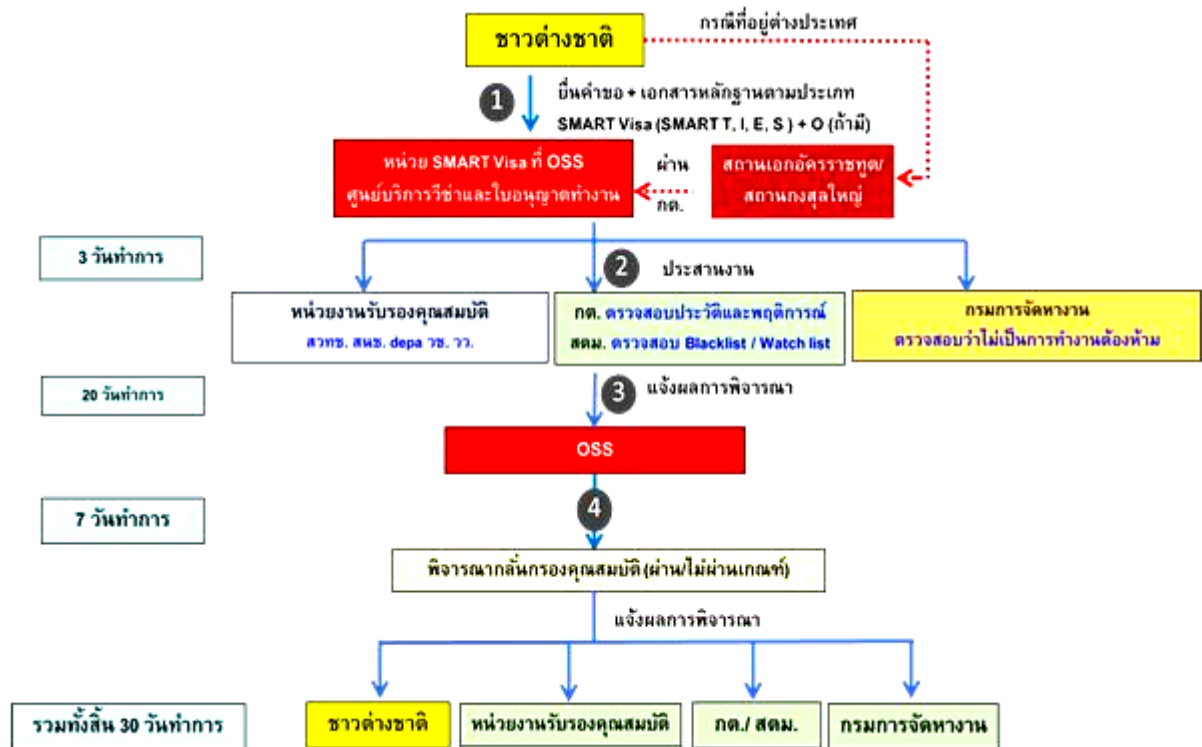 ชาวต่างชาติ
กรณีที่อยู่ต่างประเทศ
1
ยื่นคำขอ + เอกสารหลักฐานตามประเภท
SMART Visa (SMART T, I, E, S ) + O (ถ้ามี)
หน่วย SMART Visa ที่ OSS
ศูนย์บริการวีซ่าและใบอนุญาตทำงาน
ผ่าน
กต.
สถานเอกอัครราชทูต/
สถานกงสุลใหญ่
3 วันทำการ
2
ประสานงาน
หน่วยงานรับรองคุณสมบัติ
สวทช. สนช. depa วช. วว.
กต. ตรวจสอบประวัติและพฤติการณ์
สตม. ตรวจสอบ Blacklist / Watch list
กรมการจัดหางาน
ตรวจสอบว่าไม่เป็นการทำงานต้องห้าม
20 วันทำการ
3
แจ้งผลการพิจารณา
OSS
7 วันทำการ
4
พิจารณากลั่นกรองคุณสมบัติ (ผ่าน/ไม่ผ่านเกณฑ์)
แจ้งผลการพิจารณา
รวมทั้งสิ้น 30 วันทำการ
ชาวต่างชาติ
หน่วยงานรับรองคุณสมบัติ
กต./ สตม.
กรมการจัดหางาน